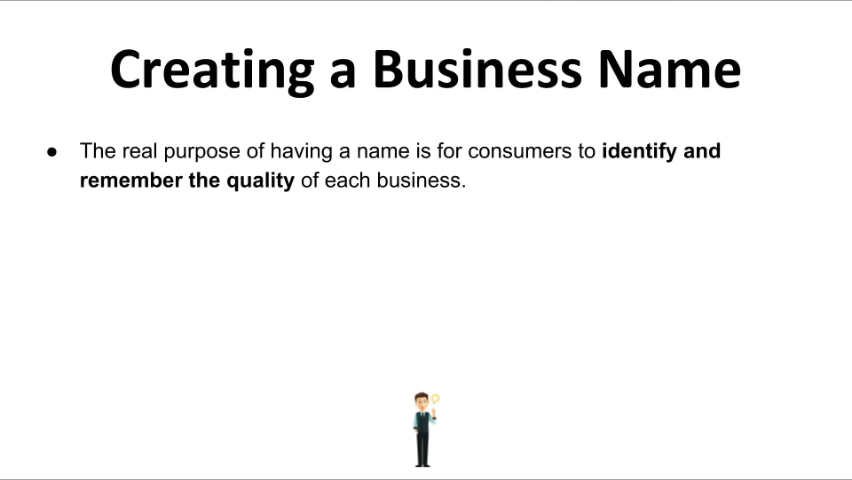 Creating a Business Name
● The real purpose of having a name is for consumers to identify and
remember the quality of each business.